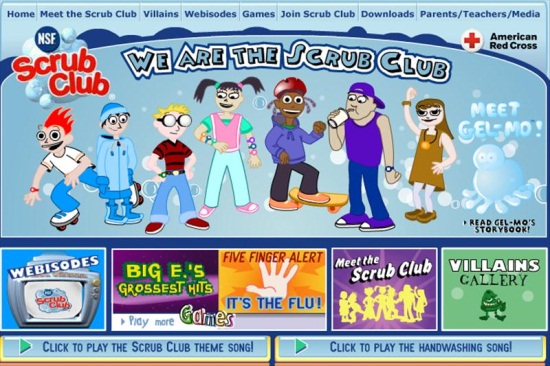 Home Meet the Scrub Club Villains Webisodes Games Join Scrub Club Downloads Parents/Teachers/Media
NSF
Scrub Club
WE ARE THE SCRUB CLUB
American
Red Cross
MEET
GEL-MO!
READ GEL-MO'S
STORYBOOK!
WEBISODES
NSF
Scrub
Club
BIG E.'S
GROSSEST HITS
Play more Games
FIVE FINGER ALERT
IT'S THE FLU!
Meet the
Scrub Club
VILLAINS
GALLERY
CLICK TO PLAY THE SCRUB CLUB THEME SONG!
CLICK TO PLAY THE HANDWASHING SONG!